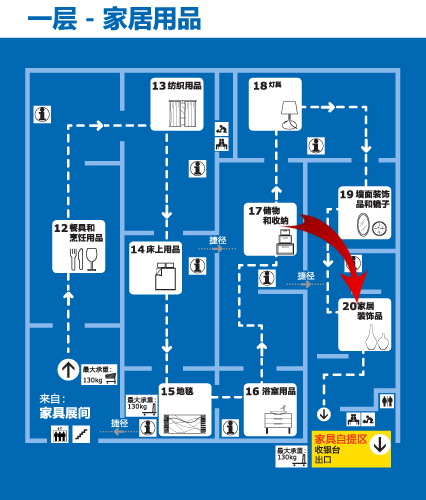 一层 - 家居用品
13 纺织用品
18 灯具
19 墙面装饰
品和镜子
17 储物
和收纳
12 餐具和
烹饪用品
14 床上用品
捷径
捷径
20 家居
装饰品
最大承重:
130kg
15 地毯
16 浴室用品
最大承重:
130kg
来自:
家具展间
捷径
最大承重:
130kg
家具自提区
收银台
出口